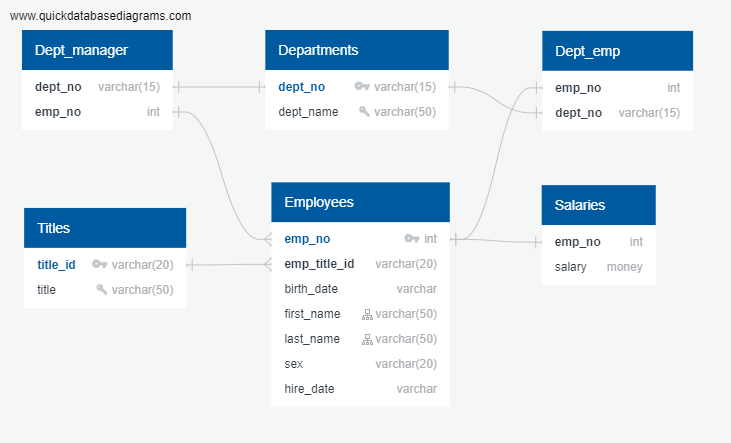 www.quickdatabasediagrams.com
Dept_manager
dept_no varchar(15)
emp_no int
Departments
dept_no varchar(15)
dept_name varchar(50)
Dept_emp
emp_no int
dept_no varchar(15)
Titles
title_id varchar(20)
title varchar(50)
Employees
emp_no int
emp_title_id varchar(20)
birth_date varchar
first_name varchar(50)
last_name varchar(50)
sex varchar(20)
hire_date varchar
Salaries
emp_no int
salary money